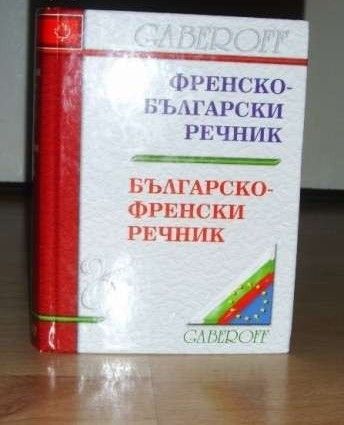 GABEROFF
ФРЕНСКО-
БЪЛГАРСКИ
РЕЧНИК
БЪЛГАРСКО-
ФРЕНСКИ
РЕЧНИК
GABEROFF